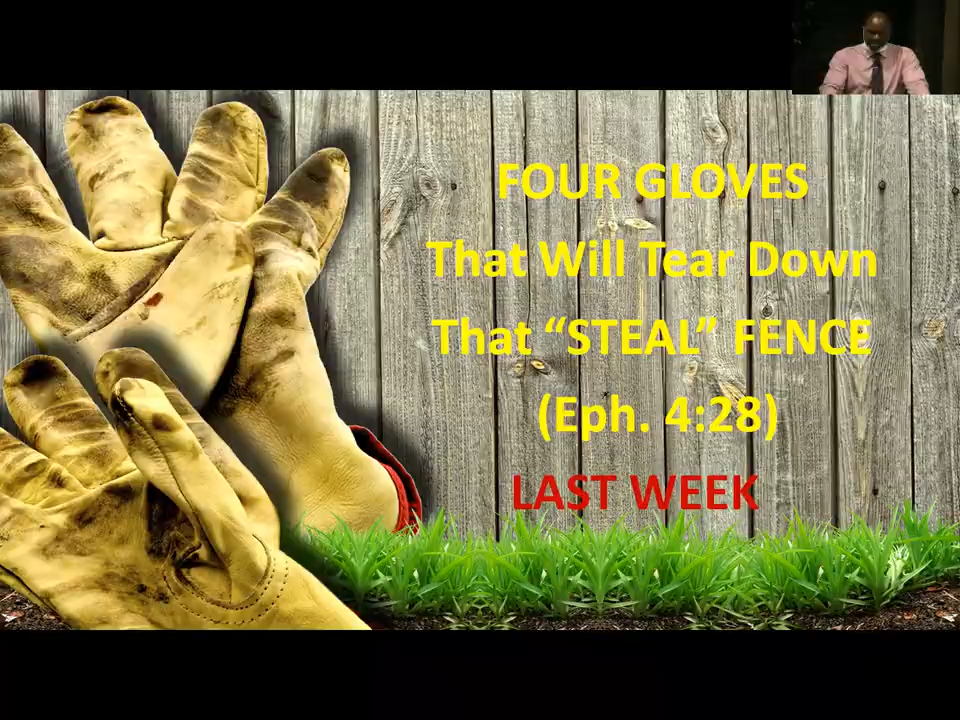 FOUR GLOVES
That Will Tear Down
That “STEAL” FENCE
(Eph. 4:28)
LAST WEEK